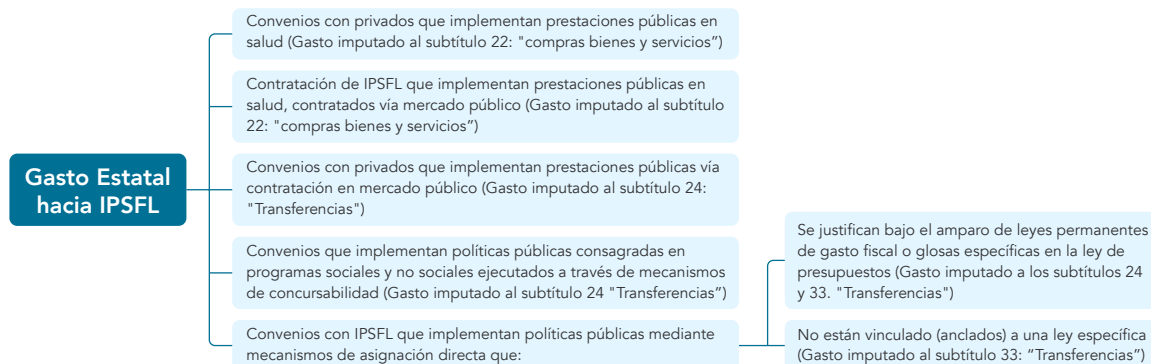 Convenios con privados que implementan prestaciones públicas en
salud (Gasto imputado al subtítulo 22: "compras bienes y servicios”)
Contratación de IPSFL que implementan prestaciones públicas en
salud, contratados vía mercado público (Gasto imputado al subtítulo
22: "compras bienes y servicios”)
Gasto Estatal
hacia IPSFL
Convenios con privados que implementan prestaciones públicas vía
contratación en mercado público (Gasto imputado al subtítulo 24:
"Transferencias")
Convenios que implementan políticas públicas consagradas en
programas sociales y no sociales ejecutados a través de mecanismos
de concursabilidad (Gasto imputado al subtítulo 24 "Transferencias”)
Convenios con IPSFL que implementan políticas públicas mediante
mecanismos de asignación directa que:
Se justifican bajo el amparo de leyes permanentes
de gasto fiscal o glosas específicas en la ley de
presupuestos (Gasto imputado a los subtítulos 24
y 33. "Transferencias")
No están vinculado (anclados) a una ley específica
(Gasto imputado al subtítulo 33: “Transferencias”)